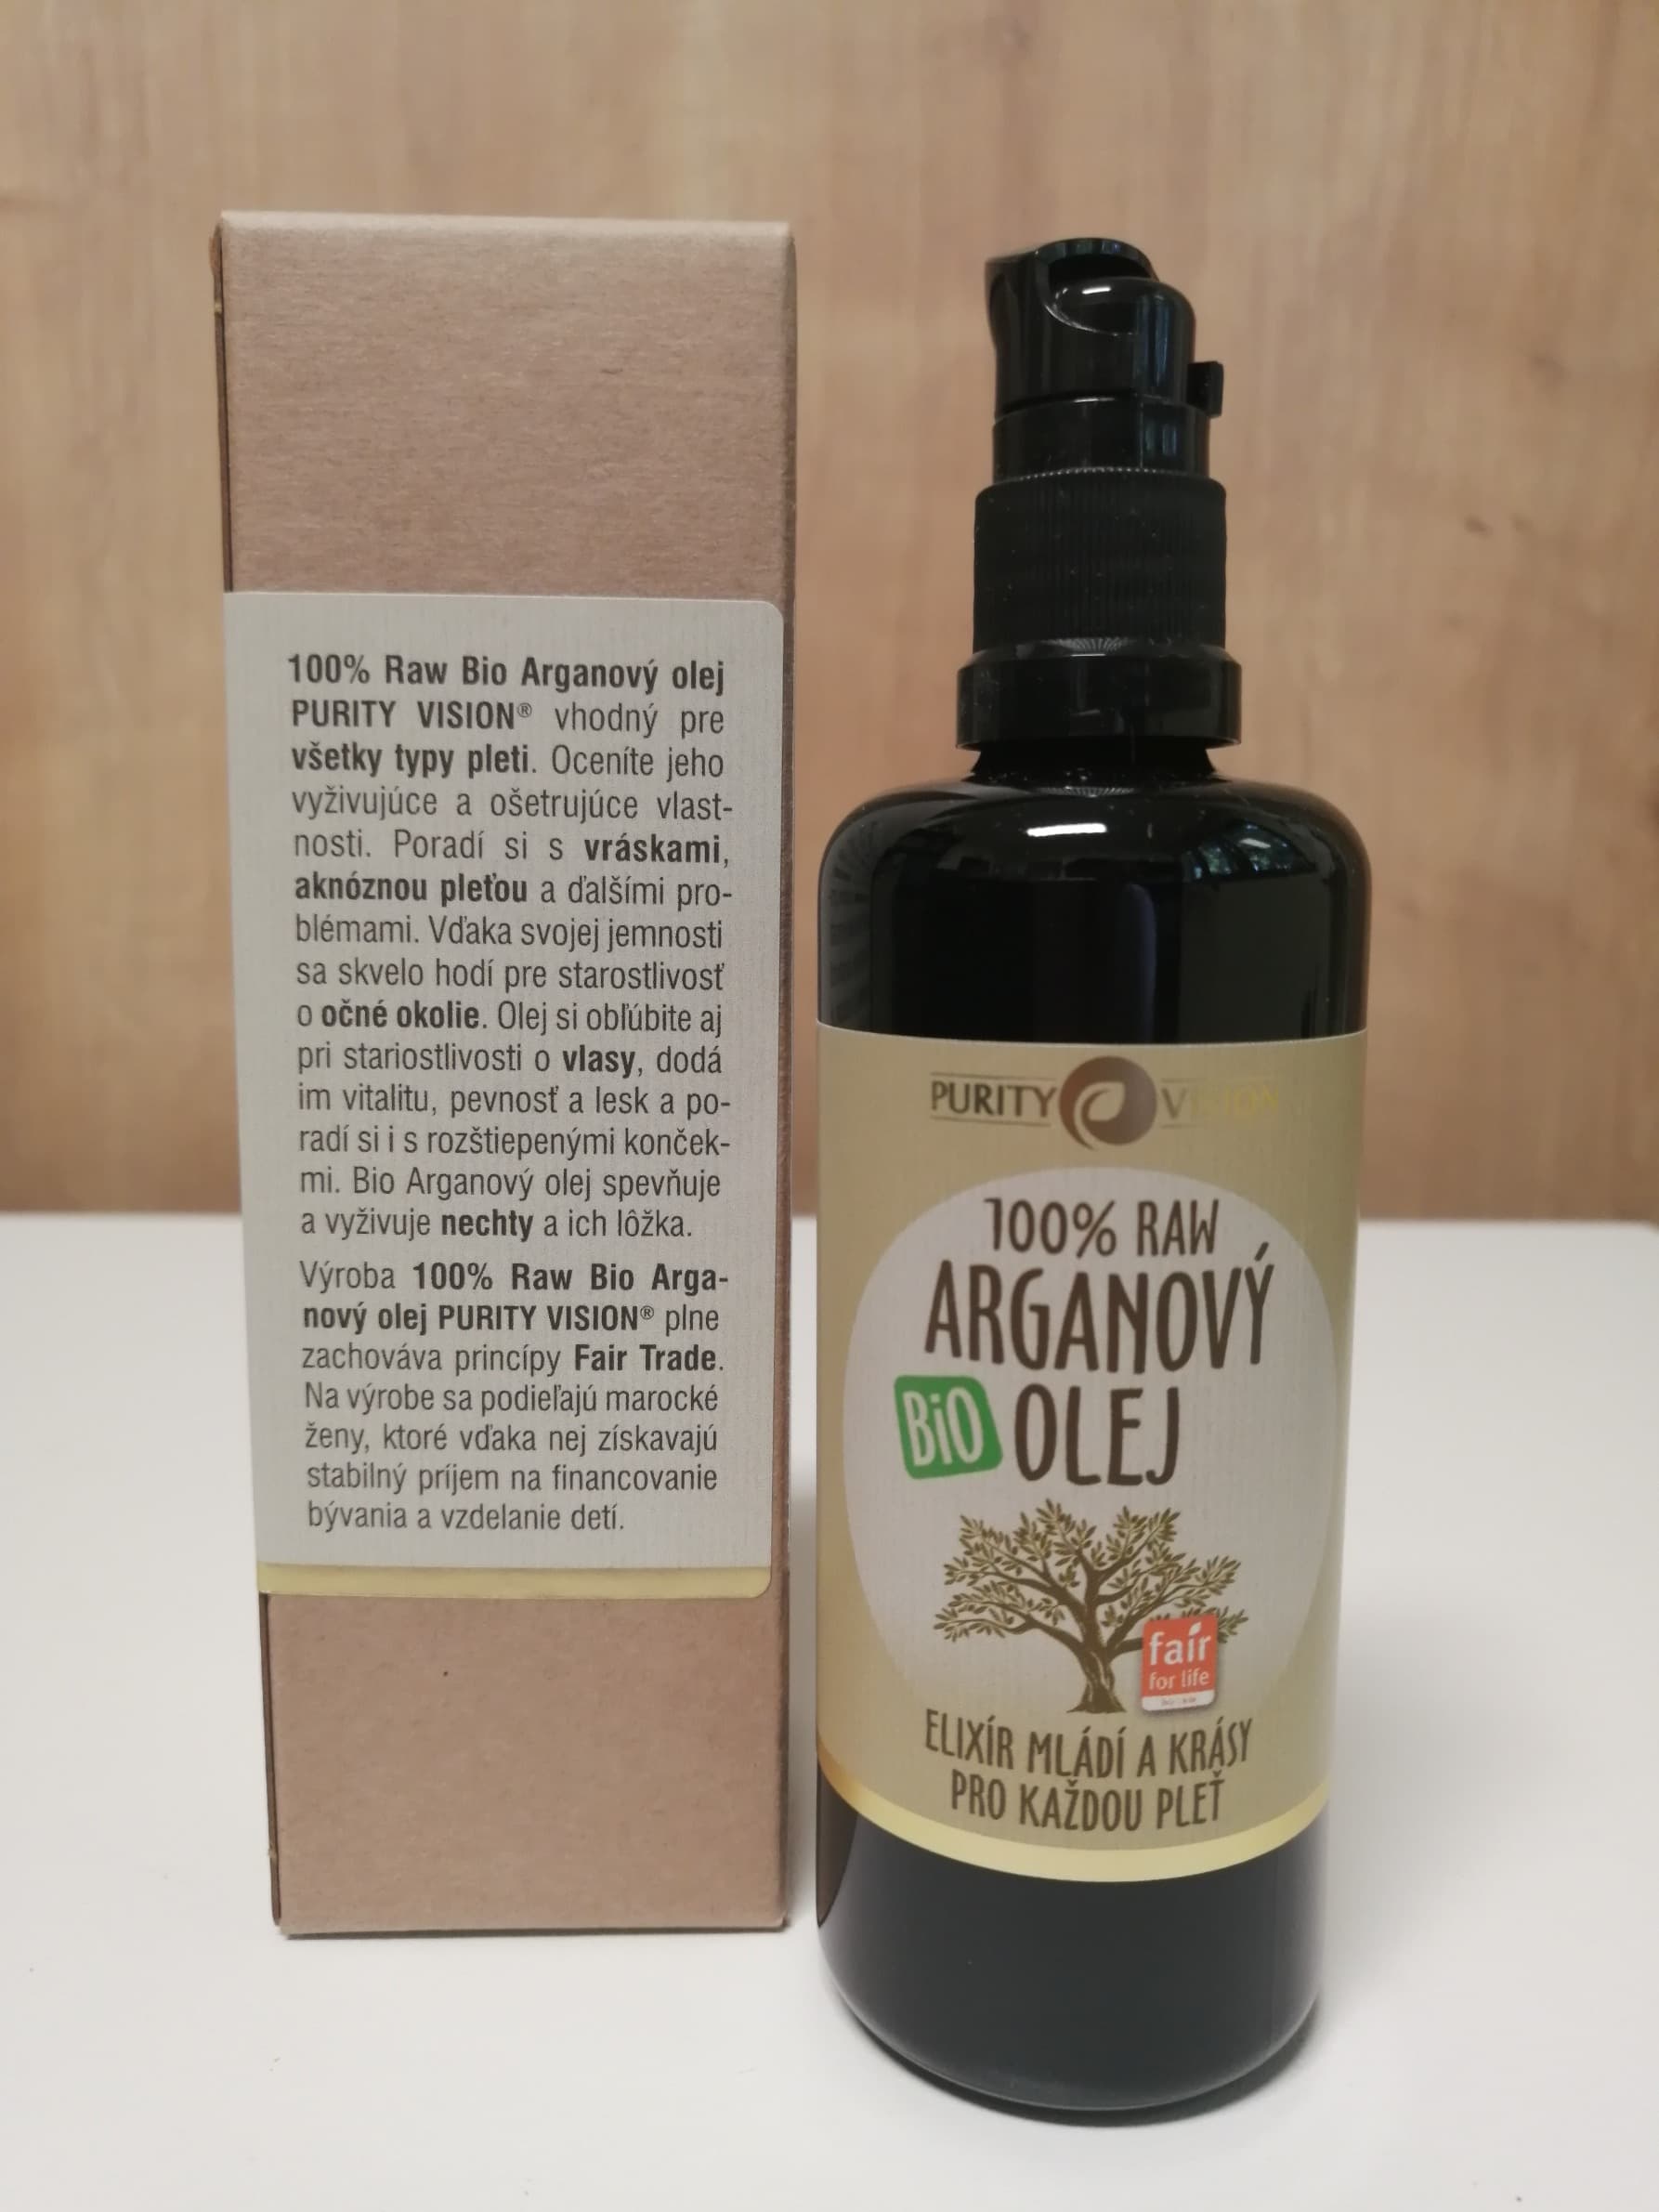 100% Raw Bio Arganový olej
PURITY VISION® vhodný pre
všetky typy pleti. Oceníte jeho
vyživujúce a ošetrujúce vlast-
nosti. Poradí si s vráskami,
aknóznou pleťou a ďalšími pro-
blémami. Vďaka svojej jemnosti
sa skvelo hodí pre starostlivosť
o očné okolie. Olej si obľúbite aj
pri stariostlivosti o vlasy, dodá
im vitalitu, pevnosť a lesk a po-
radí si i s rozštiepenými konček-
mi. Bio Arganový olej spevňuje
a vyživuje nechty a ich lôžka.
Výroba 100% Raw Bio Arga-
nový olej PURITY VISION® plne
zachováva princípy Fair Trade.
Na výrobe sa podieľajú marocké
ženy, ktoré vďaka nej získavajú
stabilný príjem na financovanie
bývania a vzdelanie detí.
PURITY VISION
100% RAW
ARGANOVÝ
BiO OLEJ
fair
for life
ELIXÍR MLÁDÍ A KRÁSY
PRO KAŽDOU PLEŤ